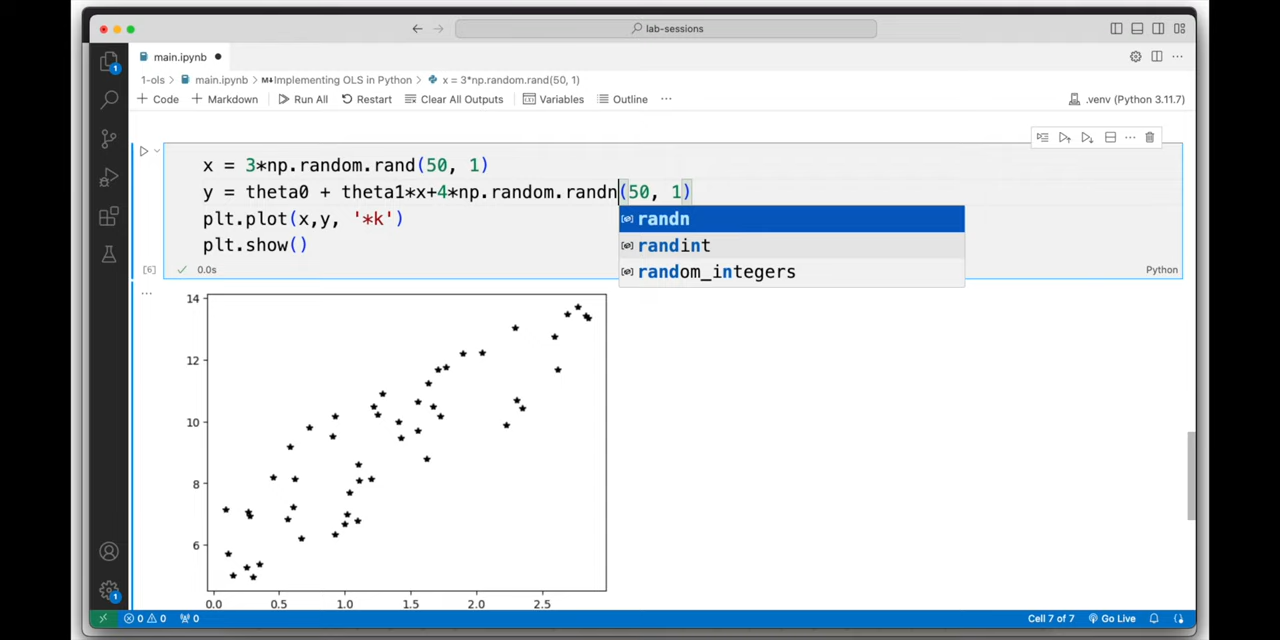 lab-sessions
main.ipynb
1-ols > main.ipynb > M↓Implementing OLS in Python > x = 3*np.random.rand(50, 1)
+ Code + Markdown Run All Restart Clear All Outputs Variables Outline ... .venv (Python 3.11.7)
x = 3*np.random.rand(50, 1)
y = theta0 + theta1*x+4*np.random.randn(50, 1)
plt.plot(x,y, '*k')
plt.show()
randn
randint
random_integers
[6] 0.0s Python
14
12
10
8
6
0.0 0.5 1.0 1.5 2.0 2.5
1
1
0 0 0 Cell 7 of 7 Go Live